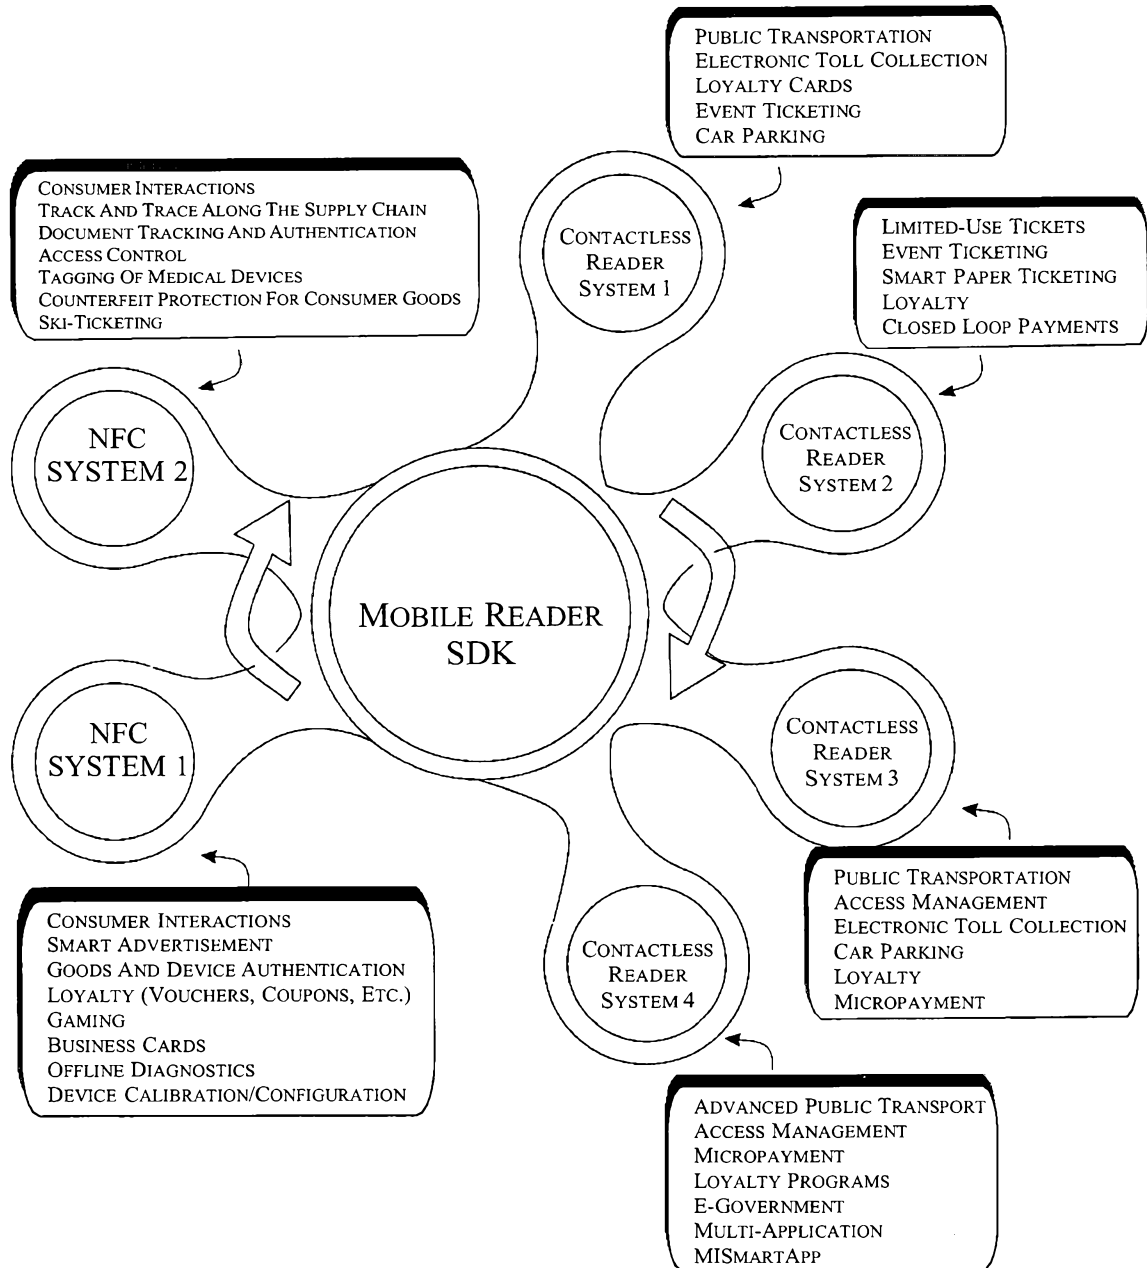 PUBLIC TRANSPORTATION
ELECTRONIC TOLL COLLECTION
LOYALTY CARDS
EVENT TICKETING
CAR PARKING
CONSUMER INTERACTIONS
TRACK AND TRACE ALONG THE SUPPLY CHAIN
DOCUMENT TRACKING AND AUTHENTICATION
ACCESS CONTROL
TAGGING OF MEDICAL DEVICES
COUNTERFEIT PROTECTION FOR CONSUMER GOODS
SKI-TICKETING
CONTACTLESS
READER
SYSTEM 1
LIMITED-USE TICKETS
EVENT TICKETING
SMART PAPER TICKETING
LOYALTY
CLOSED LOOP PAYMENTS
NFC
SYSTEM 2
CONTACTLESS
READER
SYSTEM 2
MOBILE READER
SDK
NFC
SYSTEM 1
CONTACTLESS
READER
SYSTEM 3
CONSUMER INTERACTIONS
SMART ADVERTISEMENT
GOODS AND DEVICE AUTHENTICATION
LOYALTY (VOUCHERS, COUPONS, ETC.)
GAMING
BUSINESS CARDS
OFFLINE DIAGNOSTICS
DEVICE CALIBRATION/CONFIGURATION
CONTACTLESS
READER
SYSTEM 4
PUBLIC TRANSPORTATION
ACCESS MANAGEMENT
ELECTRONIC TOLL COLLECTION
CAR PARKING
LOYALTY
MICROPAYMENT
ADVANCED PUBLIC TRANSPORT
ACCESS MANAGEMENT
MICROPAYMENT
LOYALTY PROGRAMS
E-GOVERNMENT
MULTI-APPLICATION
MISMARTAPP